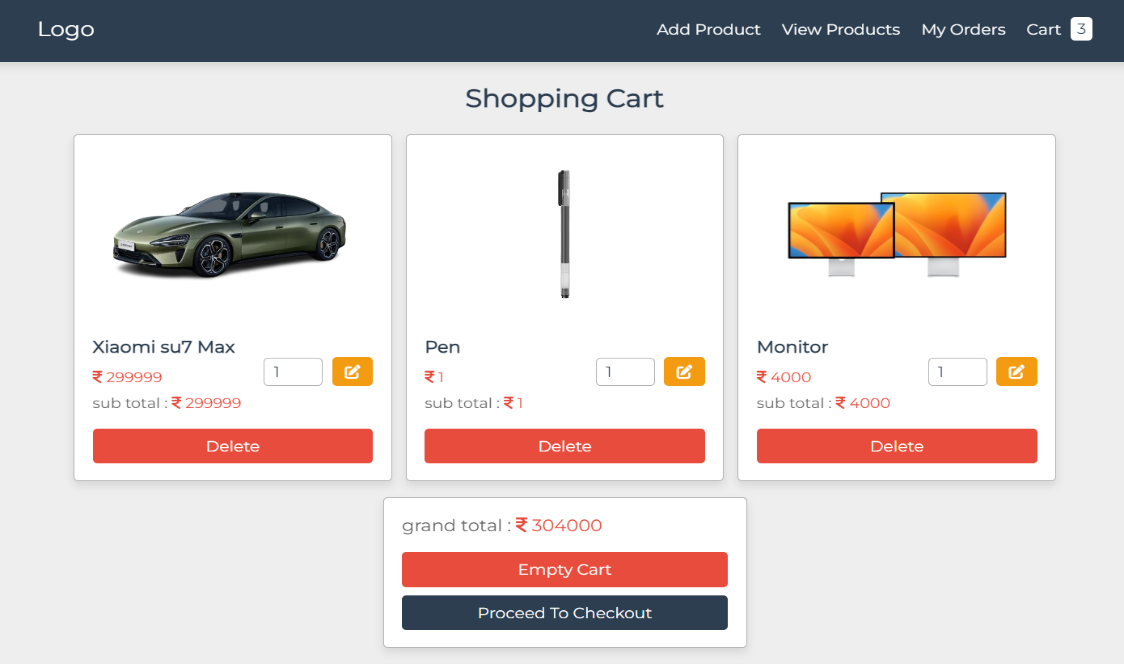 Logo
Add Product View Products My Orders Cart 3
Shopping Cart
Xiaomi su7 Max
₹ 299999
1
sub total : ₹ 299999
Delete
Pen
₹ 1
1
sub total : ₹ 1
Delete
Monitor
₹ 4000
1
sub total : ₹ 4000
Delete
grand total : ₹ 304000
Empty Cart
Proceed To Checkout